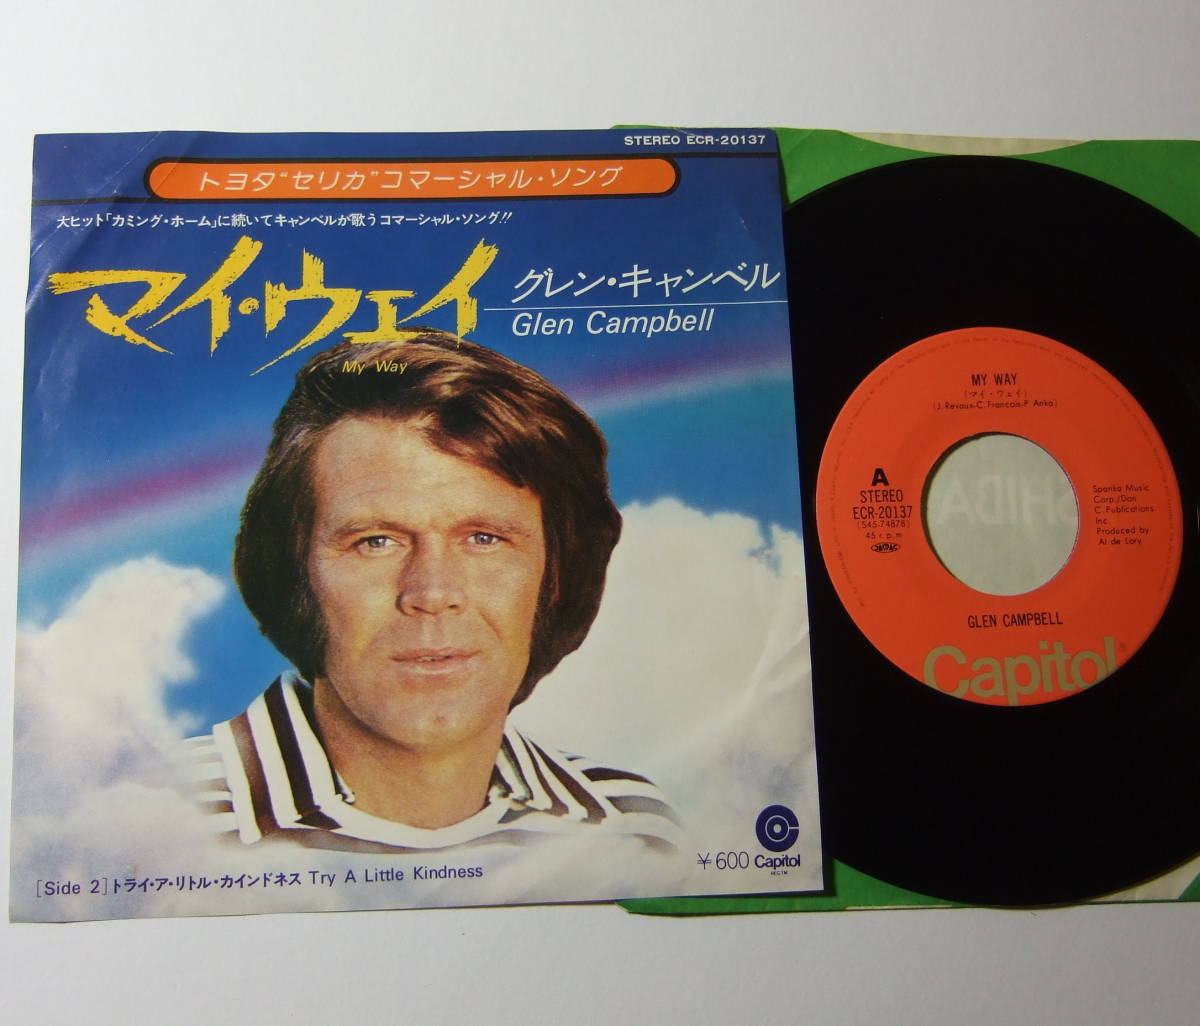 STEREO ECR-20137
トヨタ“セリカ”コマーシャル・ソング
大ヒット「カミング・ホーム」に続いてキャンベルが歌うコマーシャル・ソング!!
マイ・ウェイ
グレン・キャンベル
Glen Campbell
My Way
¥600
Capitol
REG.TM
[Side 2]トライ・ア・リトル・カインドネス Try A Little Kindness
MY WAY
(マイ・ウェイ)
(J. Revaux-C. Francois-P. Anka)
A
STEREO
ECR-20137
(S45-74878)
45 r.p.m
JASRAC
Spanka Music
Corp./Don
C. Publications
Inc.
Produced by
Al de Lory
GLEN CAMPBELL
Capitol